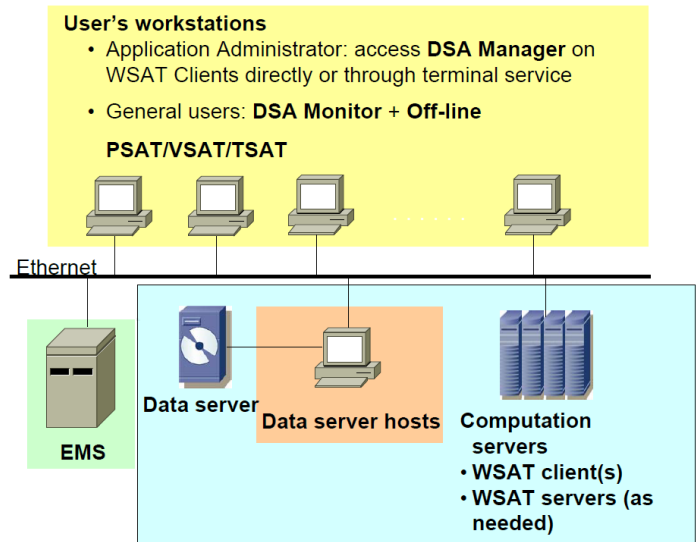 User's workstations
• Application Administrator: access DSA Manager on
WSAT Clients directly or through terminal service
• General users: DSA Monitor + Off-line
PSAT/VSAT/TSAT
Ethernet
EMS
Data server
Data server hosts
Computation
servers
• WSAT client(s)
• WSAT servers (as
needed)